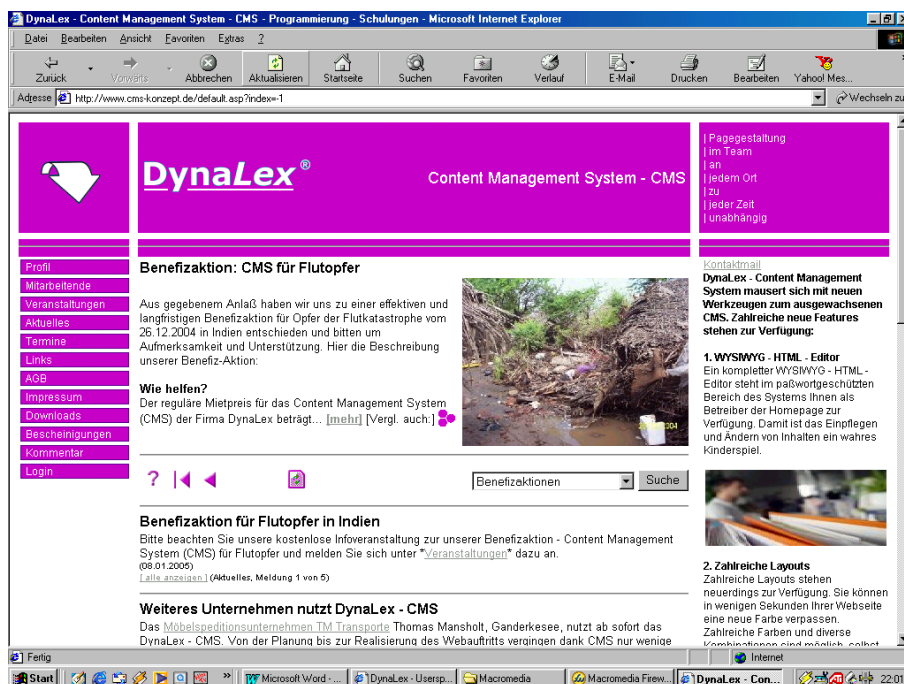 DynaLex - Content Management System - CMS - Programmierung - Schulungen - Microsoft Internet Explorer
Datei Bearbeiten Ansicht Favoriten Extras ?
Zurück Vorwärts Abbrechen Aktualisieren Startseite Suchen Favoriten Verlauf E-Mail Drucken Bearbeiten Yahoo! Mes...
Adresse http://www.cms-konzept.de/default.asp?index=-1 Wechseln zu
DynaLex®
Content Management System - CMS
| Pagegestaltung
| im Team
| an
| jedem Ort
| zu
| jeder Zeit
| unabhängig
Profil
Mitarbeitende
Veranstaltungen
Aktuelles
Termine
Links
AGB
Impressum
Downloads
Bescheinigungen
Kommentar
Login
Benefizaktion: CMS für Flutopfer
Aus gegebenem Anlaß haben wir uns zu einer effektiven und
langfristigen Benefizaktion für Opfer der Flutkatastrophe vom
26.12.2004 in Indien entschieden und bitten um
Aufmerksamkeit und Unterstützung. Hier die Beschreibung
unserer Benefiz-Aktion:
Wie helfen?
Der reguläre Mietpreis für das Content Management System
(CMS) der Firma DynaLex beträgt... [mehr] [Vergl. auch:]
?
Benefizaktionen Suche
Benefizaktion für Flutopfer in Indien
Bitte beachten Sie unsere kostenlose Infoveranstaltung zur unserer Benefizaktion - Content Management
System (CMS) für Flutopfer und melden Sie sich unter *Veranstaltungen* dazu an.
(08.01.2005)
[ alle anzeigen ] (Aktuelles, Meldung 1 von 5)
Weiteres Unternehmen nutzt DynaLex - CMS
Das Möbelspeditionsunternehmen TM Transporte Thomas Mansholt, Ganderkesee, nutzt ab sofort das
DynaLex - CMS. Von der Planung bis zur Realisierung des Webauftritts vergingen dank CMS nur wenige
Kontaktmail
DynaLex - Content Management
System mausert sich mit neuen
Werkzeugen zum ausgewachsenen
CMS. Zahlreiche neue Features
stehen zur Verfügung:
1. WYSIWYG - HTML - Editor
Ein kompletter WYSIWYG - HTML -
Editor steht im paßwortgeschützten
Bereich des Systems Ihnen als
Betreiber der Homepage zur
Verfügung. Damit ist das Einpflegen
und Ändern von Inhalten ein wahres
Kinderspiel.
2. Zahlreiche Layouts
Zahlreiche Layouts stehen
neuerdings zur Verfügung. Sie können
in wenigen Sekunden Ihrer Webseite
eine neue Farbe verpassen.
Zahlreiche Farben und diverse
Kombinationen sind möglich, selbst
Fertig Internet
Start » Microsoft Word - ... DynaLex - Usersp... Macromedia Macromedia Firew... DynaLex - Con... 22:01